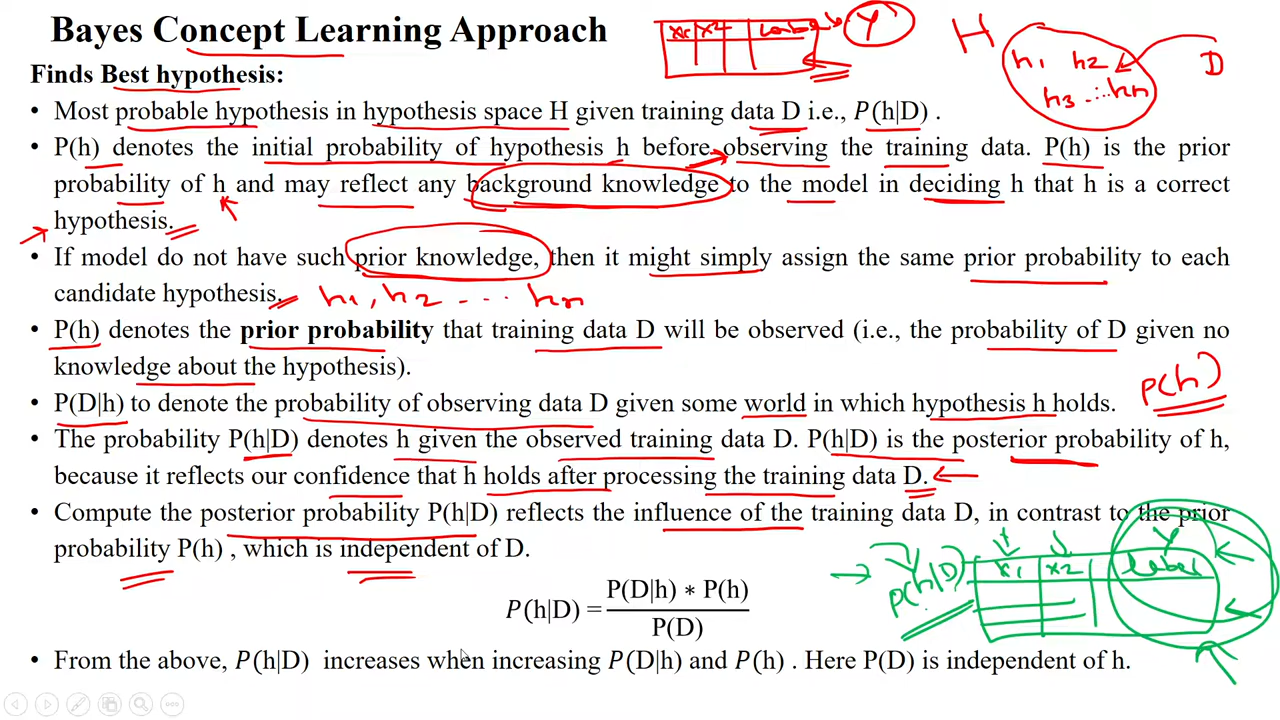 Bayes Concept Learning Approach
x1 x2 Label
Y
H
h1 h2
h3 ... hn
D
Finds Best hypothesis:
• Most probable hypothesis in hypothesis space H given training data D i.e., P(h|D) .
• P(h) denotes the initial probability of hypothesis h before observing the training data. P(h) is the prior
probability of h and may reflect any background knowledge to the model in deciding h that h is a correct
hypothesis.
• If model do not have such prior knowledge, then it might simply assign the same prior probability to each
candidate hypothesis.
h1, h2 ... hn
• P(h) denotes the prior probability that training data D will be observed (i.e., the probability of D given no
knowledge about the hypothesis).
P(h)
• P(D|h) to denote the probability of observing data D given some world in which hypothesis h holds.
• The probability P(h|D) denotes h given the observed training data D. P(h|D) is the posterior probability of h,
because it reflects our confidence that h holds after processing the training data D.
• Compute the posterior probability P(h|D) reflects the influence of the training data D, in contrast to the prior
probability P(h) , which is independent of D.
Y
x1 x2 Label
P(h|D)
P(h|D) = P(D|h) ∗ P(h) / P(D)
• From the above, P(h|D) increases when increasing P(D|h) and P(h) . Here P(D) is independent of h.